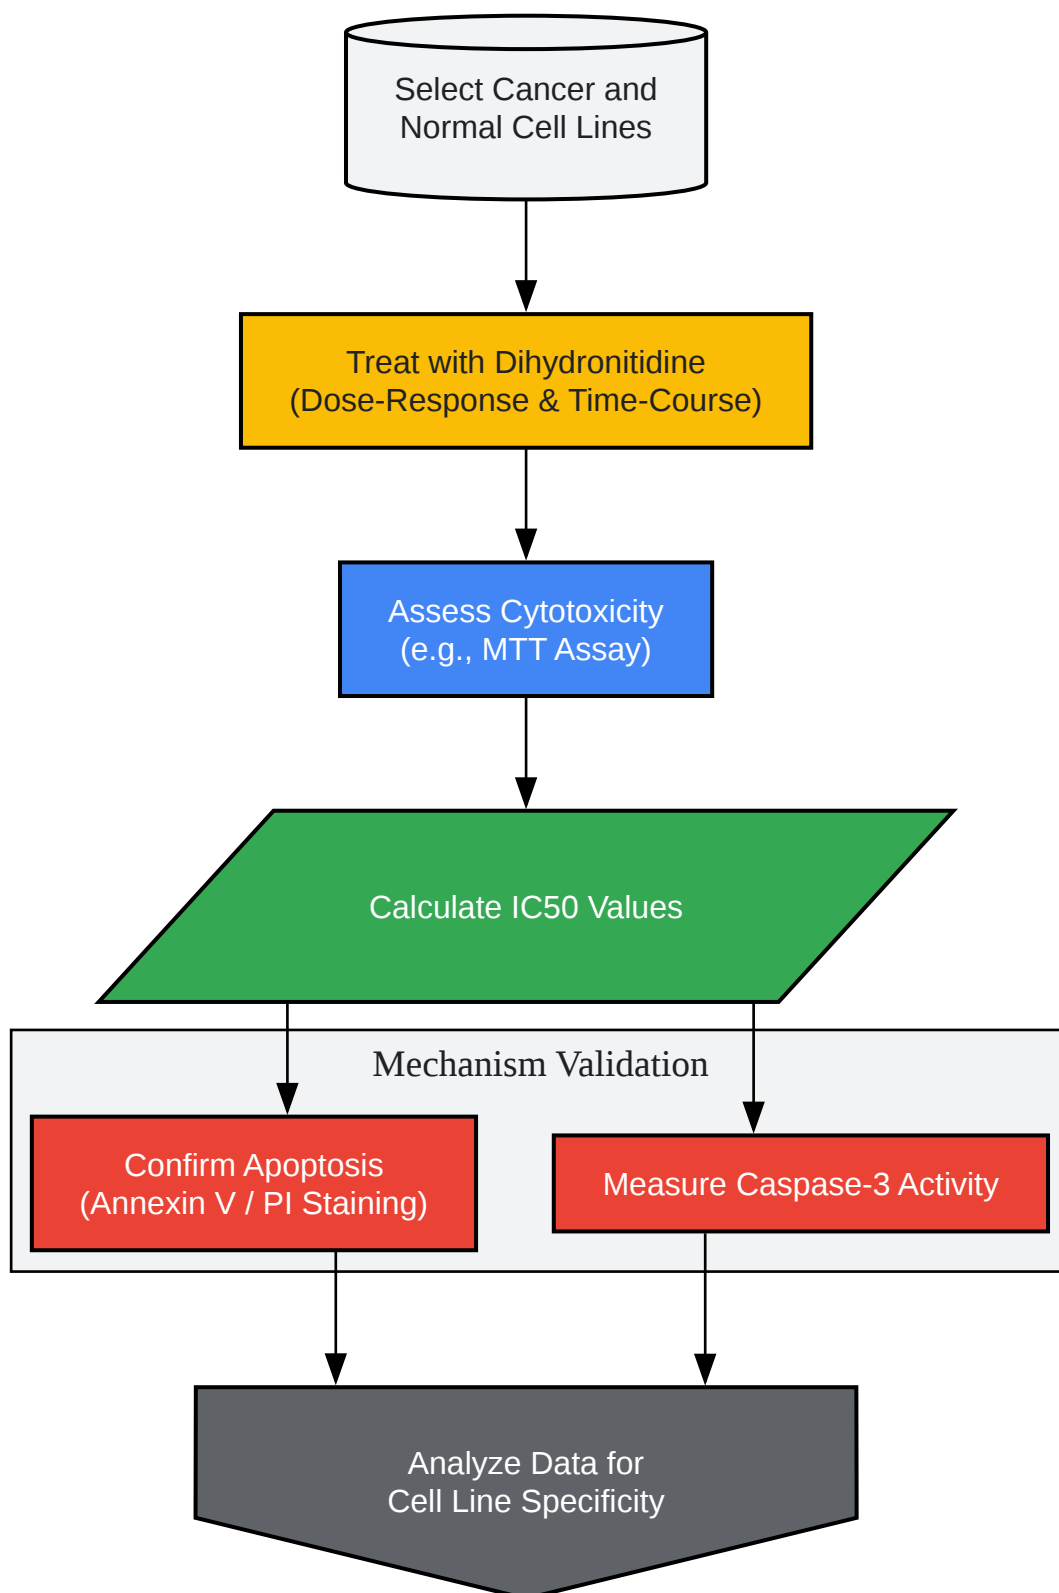 Select Cancer and
Normal Cell Lines
Treat with Dihydronitidine
(Dose-Response & Time-Course)
Assess Cytotoxicity
(e.g., MTT Assay)
Calculate IC50 Values
Mechanism Validation
Confirm Apoptosis
(Annexin V / PI Staining)
Measure Caspase-3 Activity
Analyze Data for
Cell Line Specificity